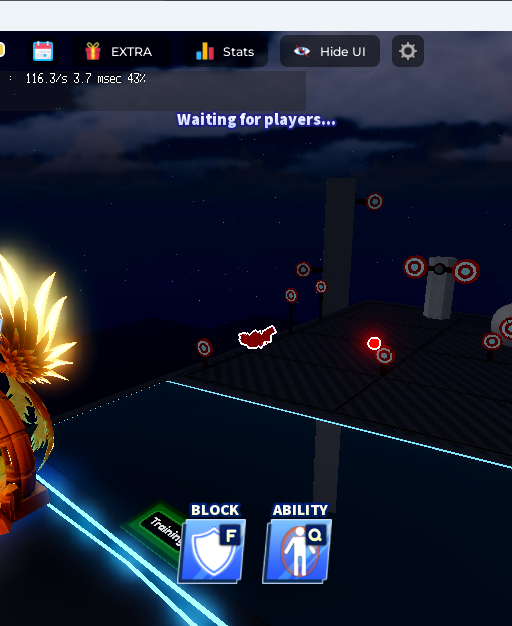 EXTRA
Stats
Hide UI
: 116.3/s 3.7 msec 43%
Waiting for players...
BLOCK
ABILITY
F
Q
Training